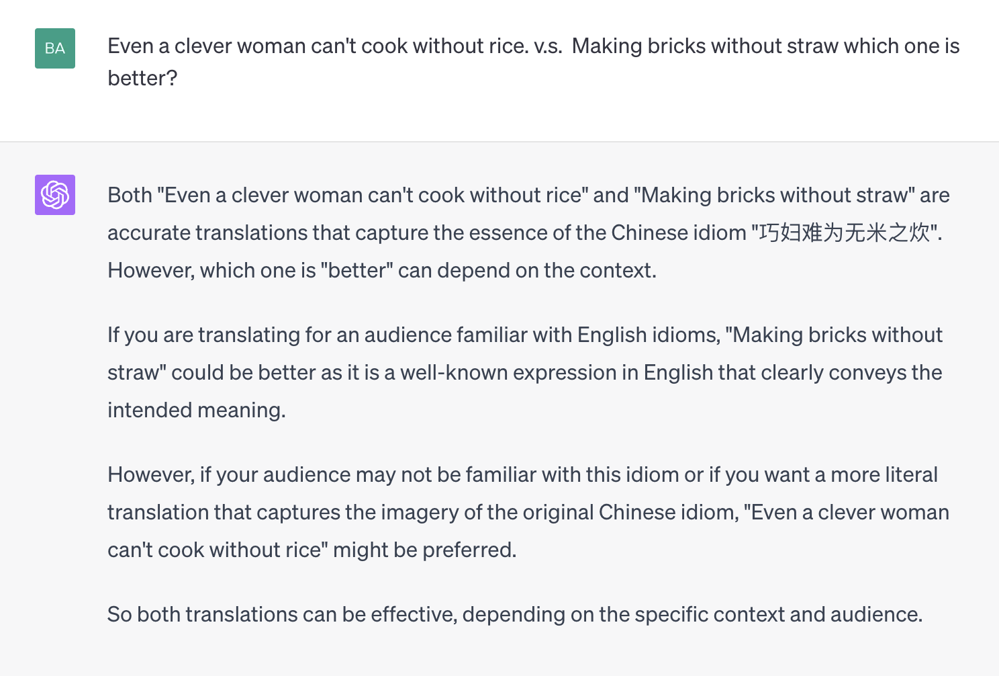 BA
Even a clever woman can't cook without rice. v.s.  Making bricks without straw which one is
better?
Both "Even a clever woman can't cook without rice" and "Making bricks without straw" are
accurate translations that capture the essence of the Chinese idiom "巧妇难为无米之炊".
However, which one is "better" can depend on the context.
If you are translating for an audience familiar with English idioms, "Making bricks without
straw" could be better as it is a well-known expression in English that clearly conveys the
intended meaning.
However, if your audience may not be familiar with this idiom or if you want a more literal
translation that captures the imagery of the original Chinese idiom, "Even a clever woman
can't cook without rice" might be preferred.
So both translations can be effective, depending on the specific context and audience.